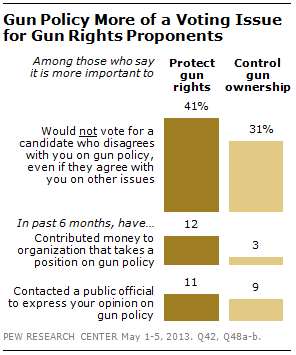 Gun Policy More of a Voting Issue
for Gun Rights Proponents
Among those who say
it is more important to
Protect
gun
rights
Control
gun
ownership
41%
31%
Would not vote for a
candidate who disagrees
with you on gun policy,
even if they agree with
you on other issues
In past 6 months, have...
12
3
Contributed money to
organization that takes a
position on gun policy
11
9
Contacted a public official
to express your opinion on
gun policy
PEW RESEARCH CENTER May 1-5, 2013. Q42, Q48a-b.